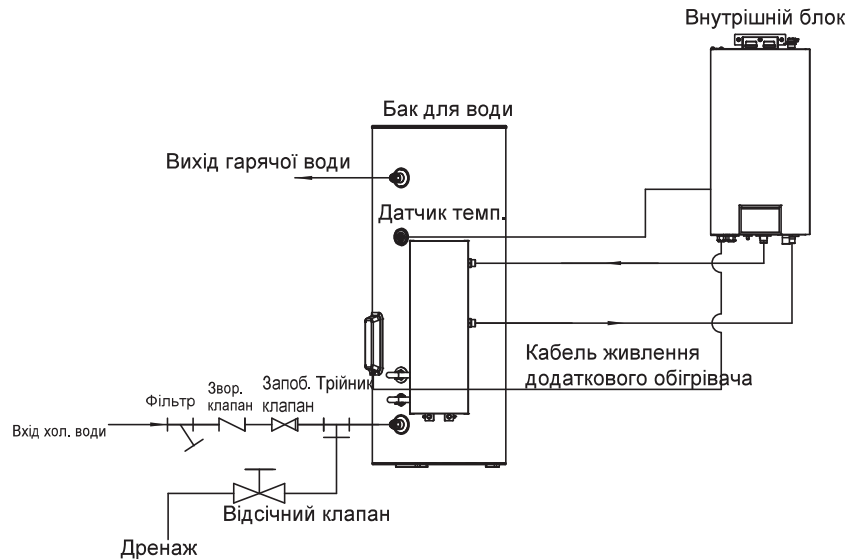 Внутрішній блок
Бак для води
Вихід гарячої води
Датчик темп.
Кабель живлення
додаткового обігрівача
Фільтр
Звор.
клапан
Запоб.
клапан
Трійник
Вхід хол. води
Відсічний клапан
Дренаж